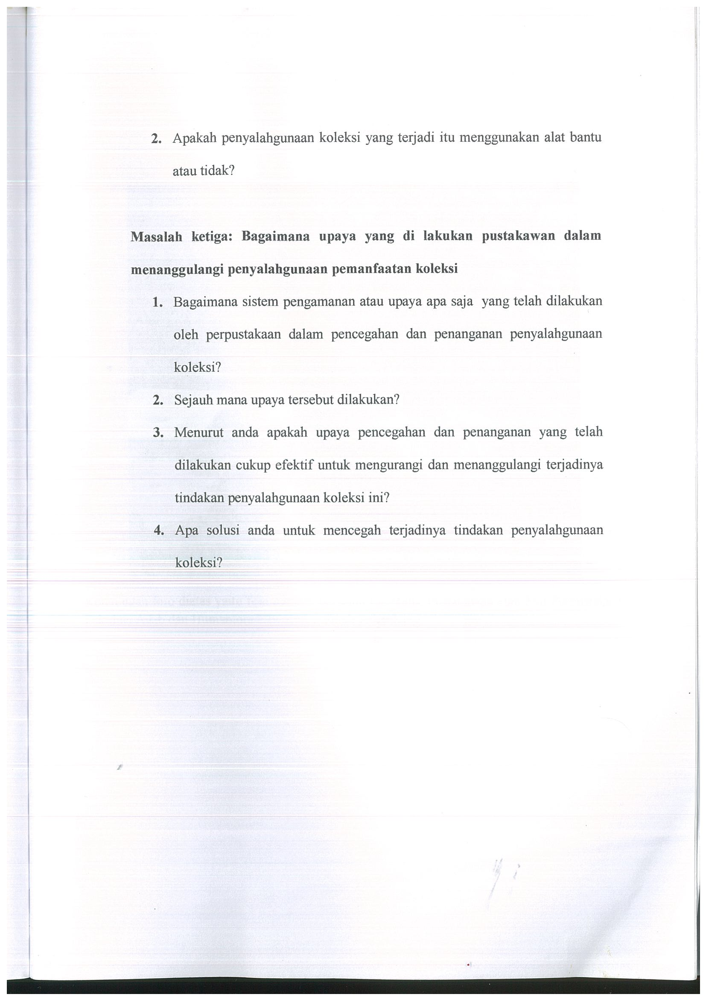 2. Apakah penyalahgunaan koleksi yang terjadi itu menggunakan alat bantu
atau tidak?
Masalah ketiga: Bagaimana upaya yang di lakukan pustakawan dalam
menanggulangi penyalahgunaan pemanfaatan koleksi
1. Bagaimana sistem pengamanan atau upaya apa saja yang telah dilakukan
oleh perpustakaan dalam pencegahan dan penanganan penyalahgunaan
koleksi?
2. Sejauh mana upaya tersebut dilakukan?
3. Menurut anda apakah upaya pencegahan dan penanganan yang telah
dilakukan cukup efektif untuk mengurangi dan menanggulangi terjadinya
tindakan penyalahgunaan koleksi ini?
4. Apa solusi anda untuk mencegah terjadinya tindakan penyalahgunaan
koleksi?